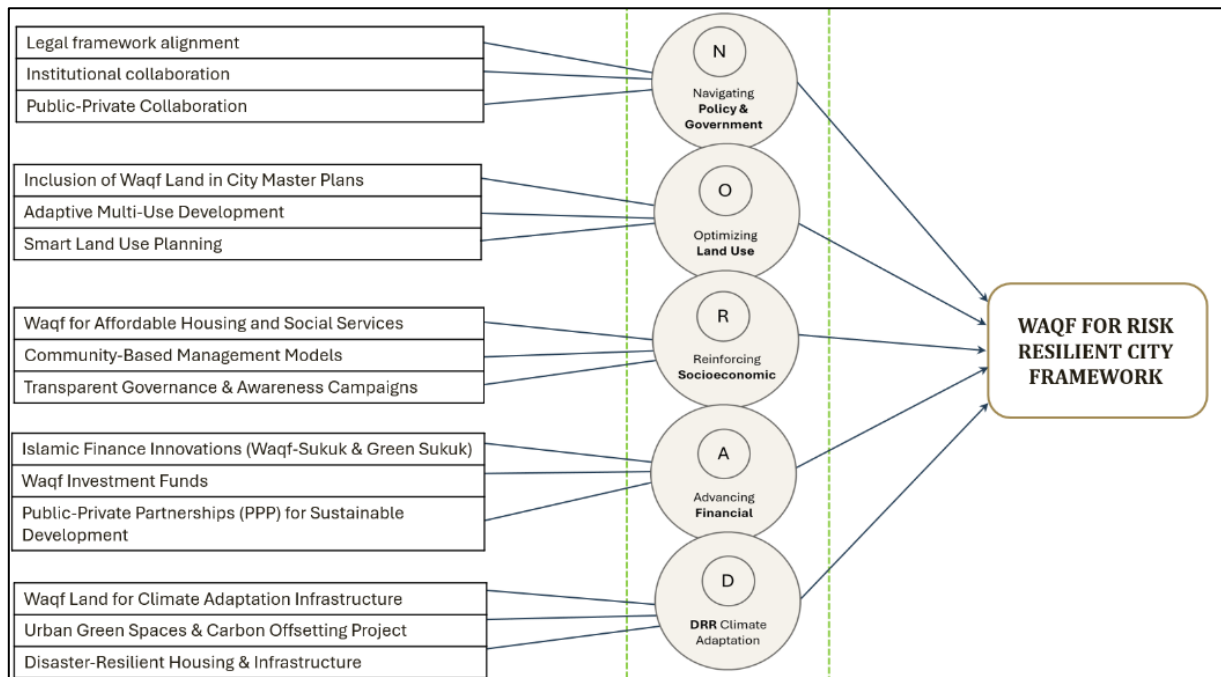 Legal framework alignment
Institutional collaboration
Public-Private Collaboration
N
Navigating
Policy &
Government
Inclusion of Waqf Land in City Master Plans
Adaptive Multi-Use Development
Smart Land Use Planning
O
Optimizing
Land Use
Waqf for Affordable Housing and Social Services
Community-Based Management Models
Transparent Governance & Awareness Campaigns
R
Reinforcing
Socioeconomic
Islamic Finance Innovations (Waqf-Sukuk & Green Sukuk)
Waqf Investment Funds
Public-Private Partnerships (PPP) for Sustainable
Development
A
Advancing
Financial
Waqf Land for Climate Adaptation Infrastructure
Urban Green Spaces & Carbon Offsetting Project
Disaster-Resilient Housing & Infrastructure
D
DRR Climate
Adaptation
WAQF FOR RISK
RESILIENT CITY
FRAMEWORK